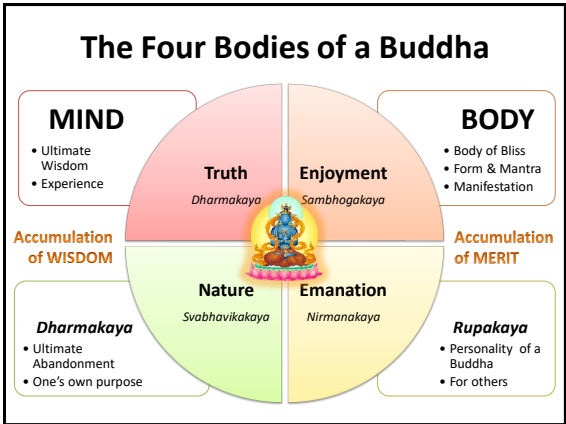 The Four Bodies of a Buddha
MIND
• Ultimate
Wisdom
• Experience
Truth
Dharmakaya
Enjoyment
Sambhogakaya
BODY
• Body of Bliss
• Form & Mantra
• Manifestation
Accumulation
of WISDOM
Accumulation
of MERIT
Dharmakaya
• Ultimate
Abandonment
• One's own purpose
Nature
Svabhavikakaya
Emanation
Nirmanakaya
Rupakaya
• Personality of a
Buddha
• For others